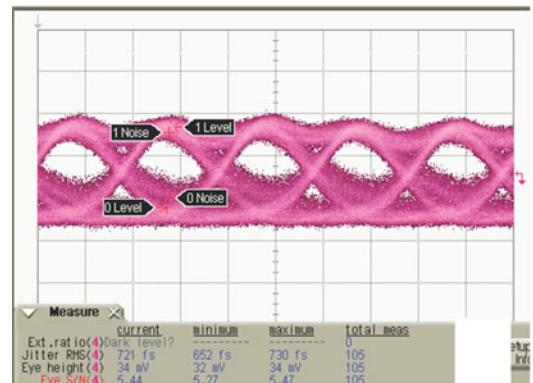 1 Noise
1 Level
0 Level
0 Noise
Measure
current minimum maximum total meas
Ext.ratio(4) Dark level? --------- --------- 0
Jitter RMS(4) 721 fs 652 fs 730 fs 105
Eye height(4) 34 mV 32 mV 34 mV 105
Eye S/N(4) 5.44 5.27 5.47 105